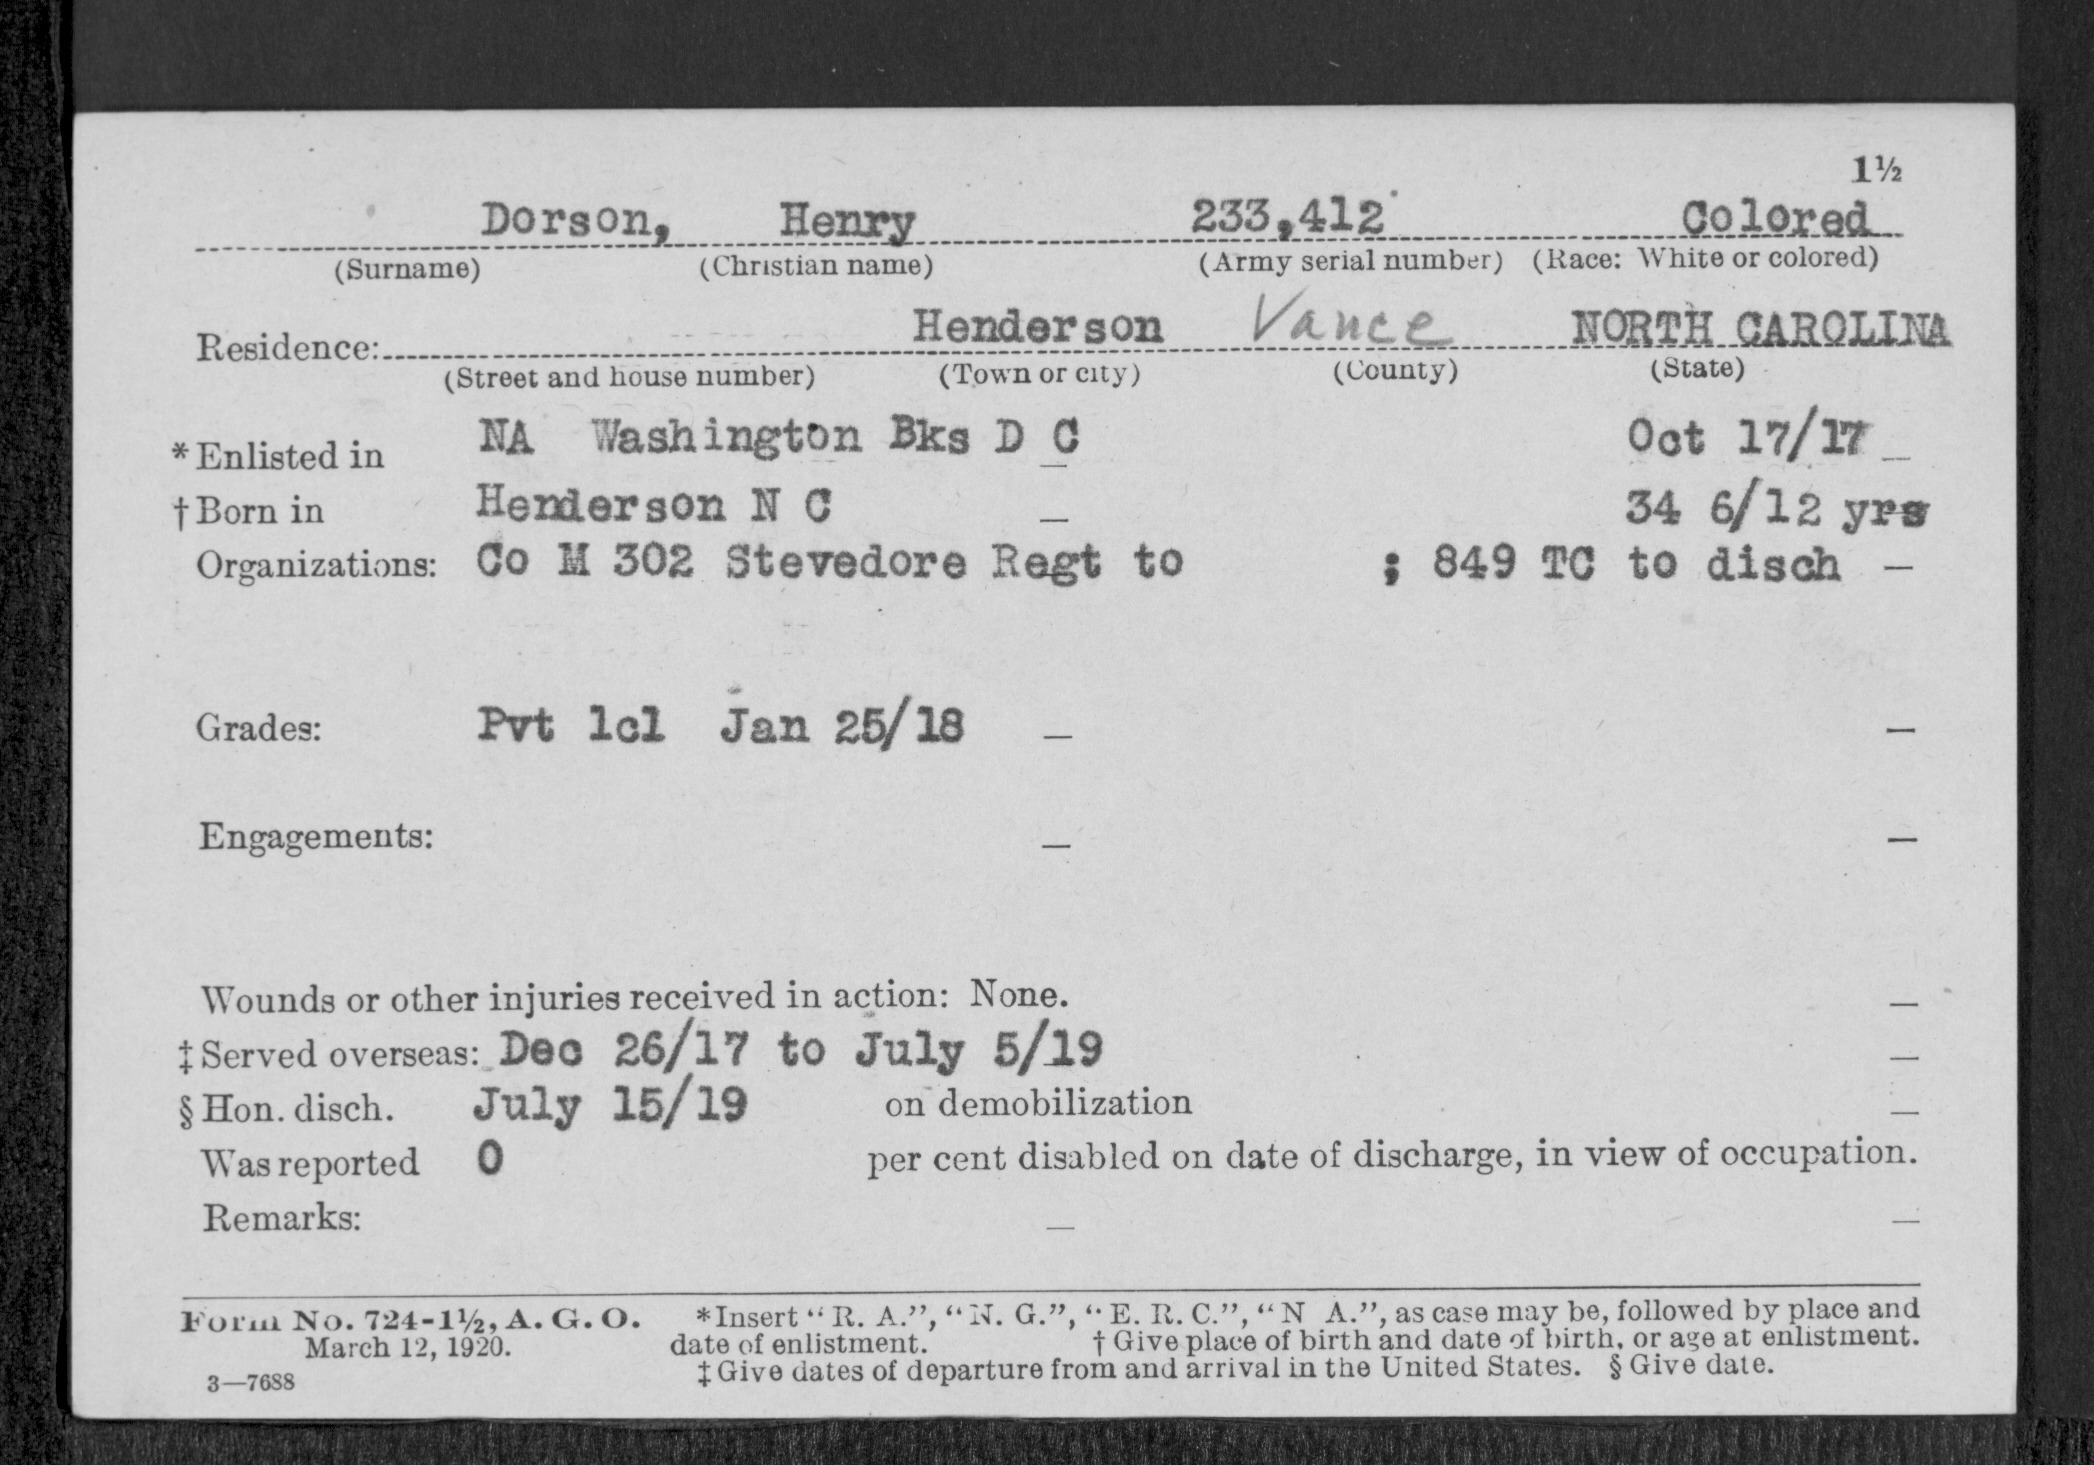 1½
Dorson, Henry 233,412 Colored
(Surname) (Christian name) (Army serial number) (Race: White or colored)
Residence: Henderson Vance NORTH CAROLINA
(Street and house number) (Town or city) (County) (State)
*Enlisted in NA Washington Bks D C Oct 17/17
†Born in Henderson N C 34 6/12 yrs
Organizations: Co M 302 Stevedore Regt to ; 849 TC to disch
Grades: Pvt 1cl Jan 25/18
Engagements:
Wounds or other injuries received in action: None.
‡Served overseas: Dec 26/17 to July 5/19
§Hon. disch. July 15/19 on demobilization
Was reported 0 per cent disabled on date of discharge, in view of occupation.
Remarks:
Form No. 724-1½, A. G. O. *Insert "R. A.", "N. G.", "E. R. C.", "N A.", as case may be, followed by place and
March 12, 1920. date of enlistment. †Give place of birth and date of birth, or age at enlistment.
3—7688 ‡Give dates of departure from and arrival in the United States. §Give date.